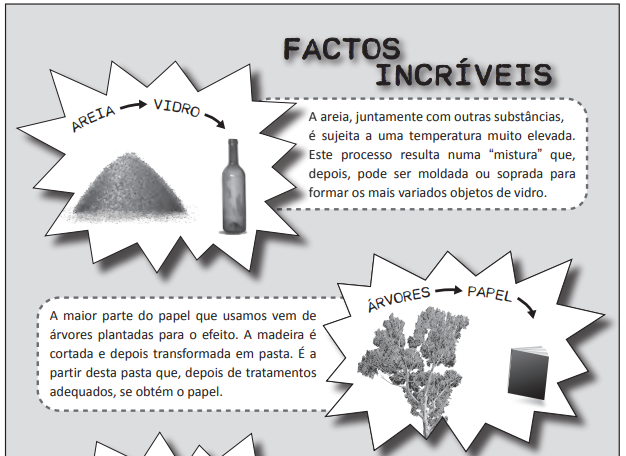 FACTOS
INCRÍVEIS
AREIA → VIDRO →
A areia, juntamente com outras substâncias,
é sujeita a uma temperatura muito elevada.
Este processo resulta numa “mistura” que,
depois, pode ser moldada ou soprada para
formar os mais variados objetos de vidro.
ÁRVORES → PAPEL →
A maior parte do papel que usamos vem de
árvores plantadas para o efeito. A madeira é
cortada e depois transformada em pasta. É a
partir desta pasta que, depois de tratamentos
adequados, se obtém o papel.